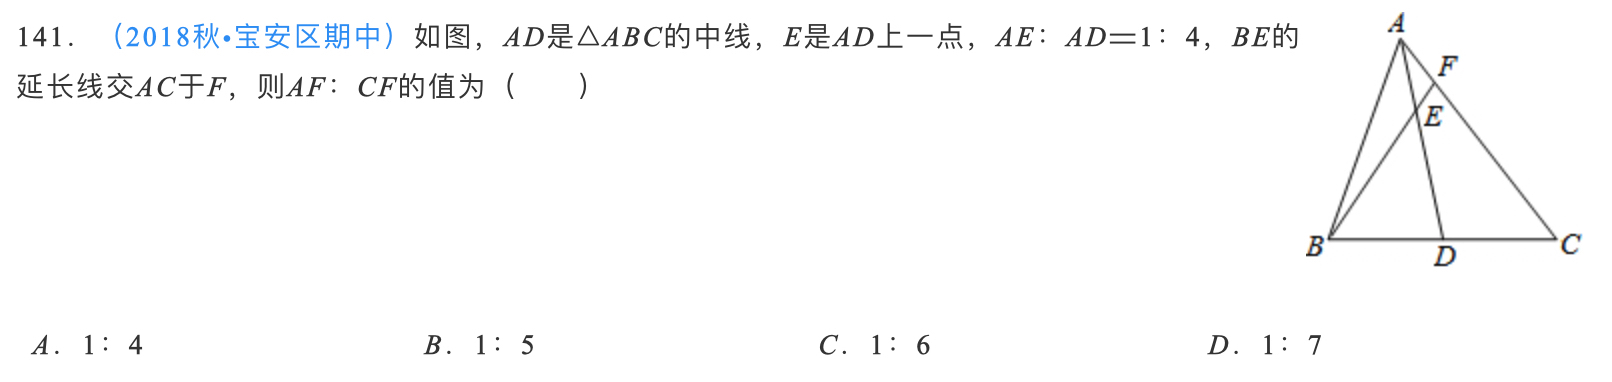 141. (2018秋•宝安区期中) 如图，AD是△ABC的中线，E是AD上一点，AE：AD＝1：4，BE的
延长线交AC于F，则AF：CF的值为（　　）
A
F
E
B
D
C
A. 1：4　　B. 1：5　　C. 1：6　　D. 1：7